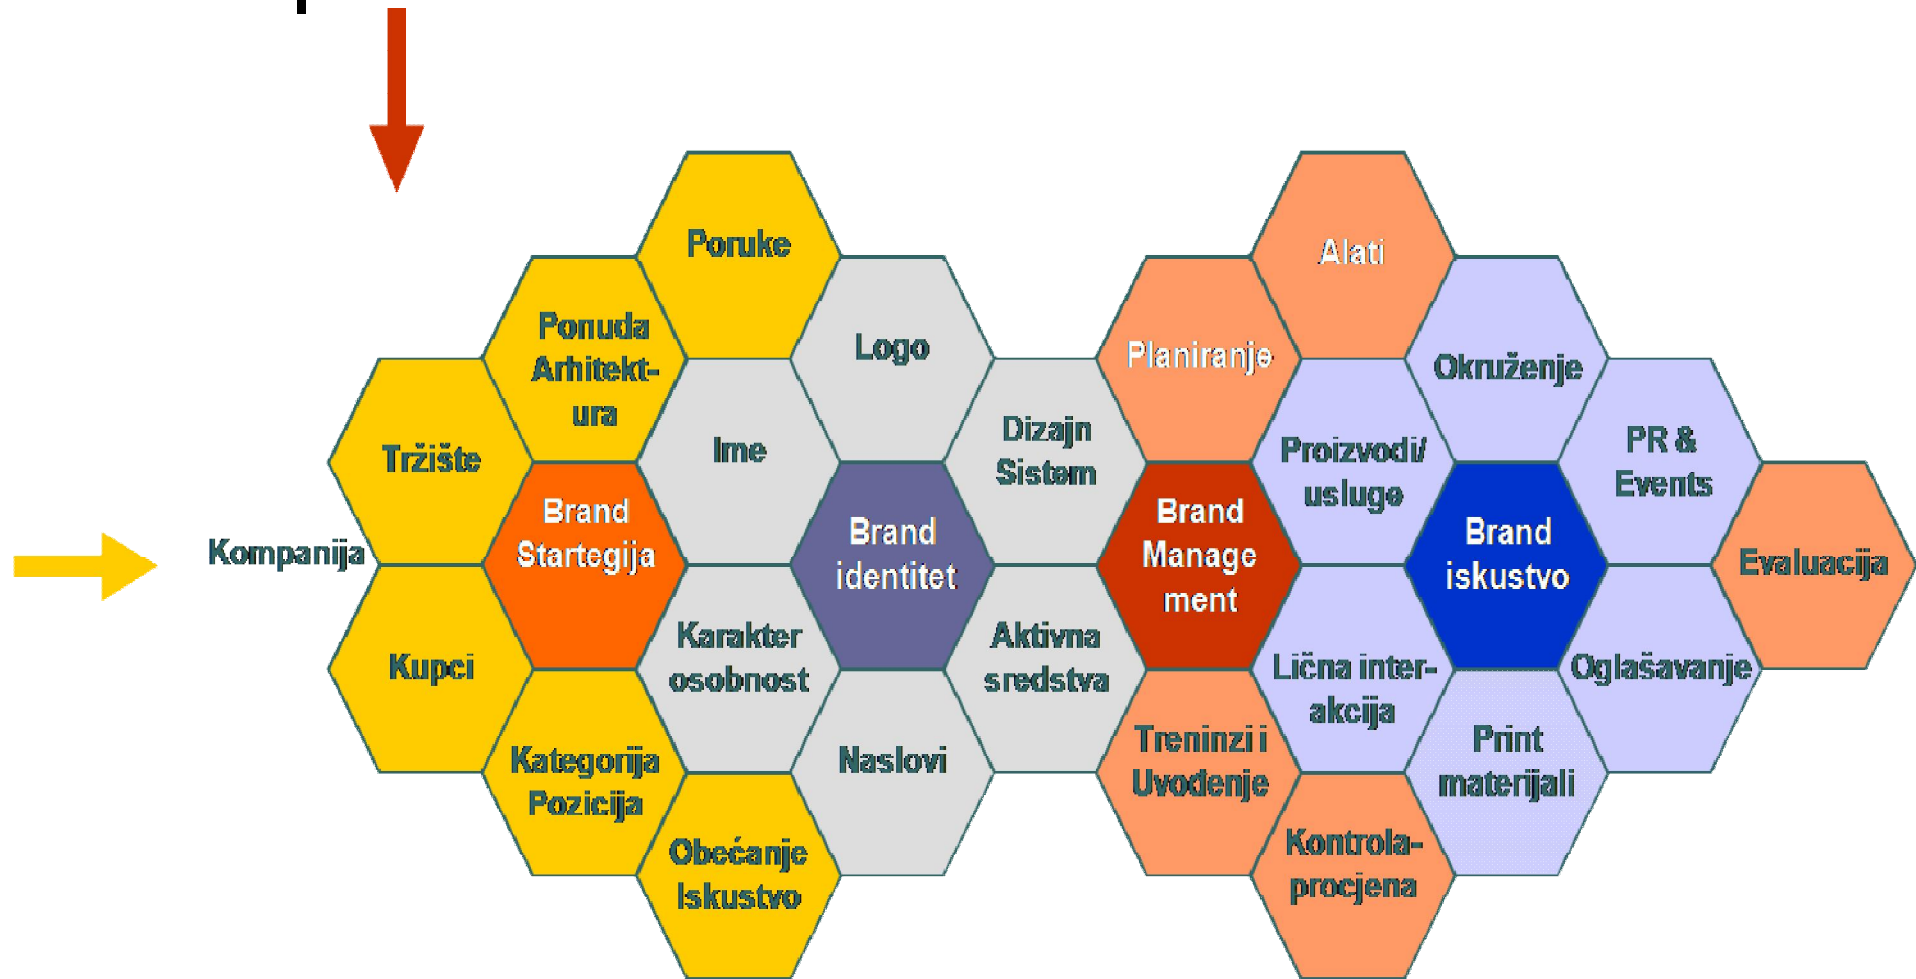 Poruke
Alati
Ponuda
Arhitekt-
ura
Logo
Planiranje
Okruženje
Tržište
Ime
Dizajn
Sistem
Proizvodi/
usluge
PR &
Events
Kompanija
Brand
Startegija
Brand
identitet
Brand
Manage
ment
Brand
iskustvo
Evaluacija
Kupci
Karakter
osobnost
Aktivna
sredstva
Lična inter-
akcija
Oglašavanje
Kategorija
Pozicija
Naslovi
Treninzi i
Uvođenje
Print
materijali
Obećanje
Iskustvo
Kontrola-
procjena